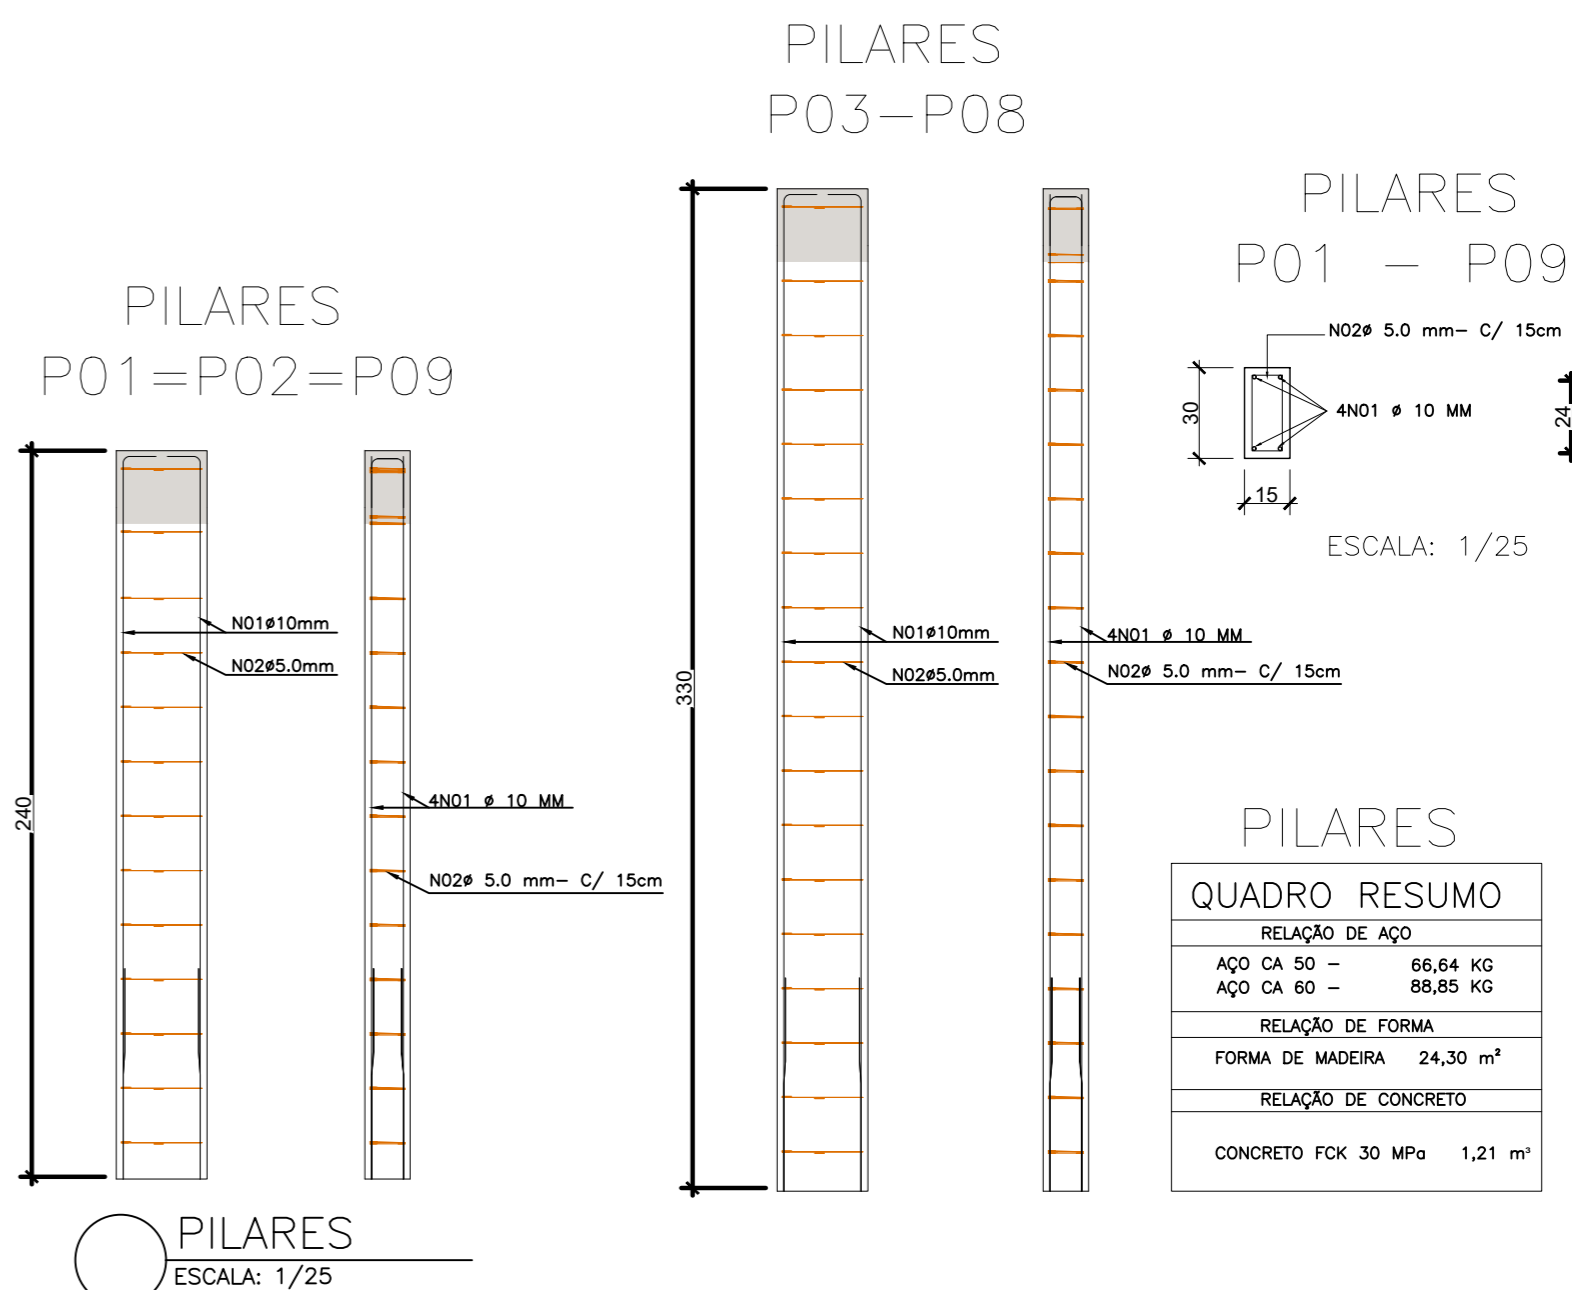 PILARES
P03-P08
PILARES
P01 - P09
N02ø 5.0 mm- C/ 15cm
30
4N01 ø 10 MM
24
15
ESCALA: 1/25
PILARES
P01=P02=P09
240
N01ø10mm
N02ø5.0mm
4N01 ø 10 MM
N02ø 5.0 mm- C/ 15cm
330
N01ø10mm
N02ø5.0mm
4N01 ø 10 MM
N02ø 5.0 mm- C/ 15cm
PILARES
QUADRO RESUMO
RELAÇÃO DE AÇO
AÇO CA 50 - 66,64 KG
AÇO CA 60 - 88,85 KG
RELAÇÃO DE FORMA
FORMA DE MADEIRA 24,30 m²
RELAÇÃO DE CONCRETO
CONCRETO FCK 30 MPa 1,21 m³
PILARES
ESCALA: 1/25